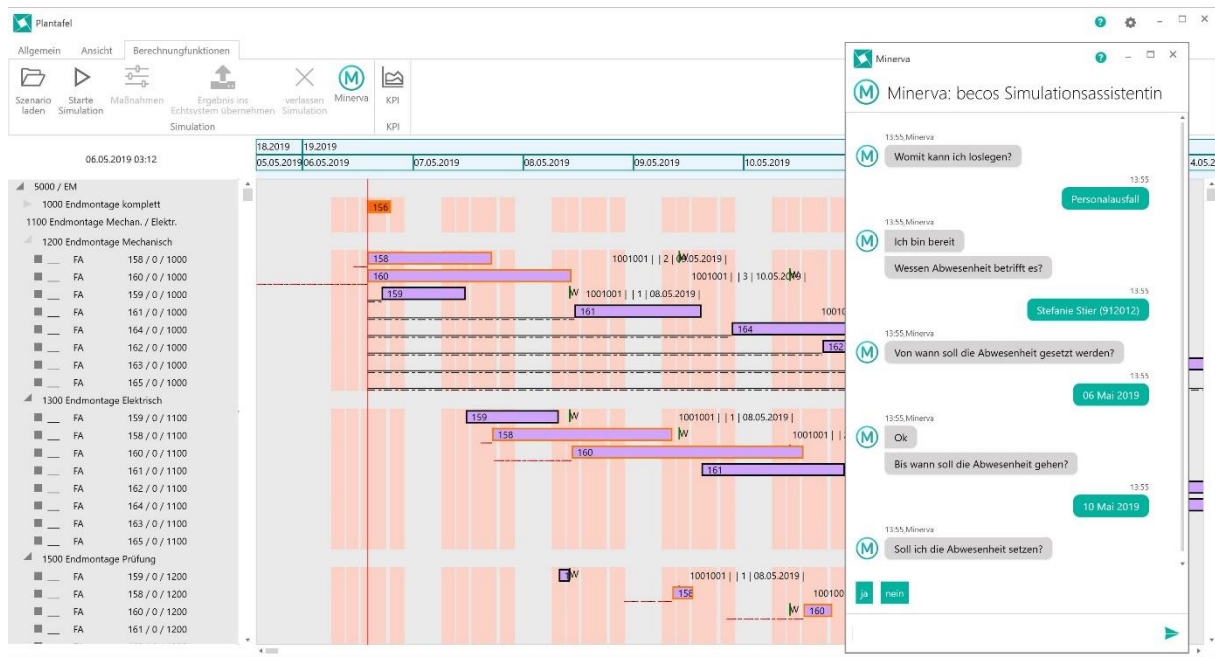 Plantafel
Allgemein Ansicht Berechnungfunktionen
Szenario laden
Starte Simulation
Maßnahmen
Ergebnis ins Echtsystem übernehmen
verlassen Simulation
Minerva
KPI
Simulation
KPI
06.05.2019 03:12
18.2019 19.2019
05.05.2019 06.05.2019 07.05.2019 08.05.2019 09.05.2019 10.05.2019
5000 / EM
1000 Endmontage komplett
156
1100 Endmontage Mechan. / Elektr.
1200 Endmontage Mechanisch
FA 158 / 0 / 1000
158 1001001 | | 2 | 09.05.2019 |
FA 160 / 0 / 1000
160 1001001 | | 3 | 10.05.2019 |
FA 159 / 0 / 1000
159 W 1001001 | | 1 | 08.05.2019 |
FA 161 / 0 / 1000
161
FA 164 / 0 / 1000
164
FA 162 / 0 / 1000
162
FA 163 / 0 / 1000
FA 165 / 0 / 1000
1300 Endmontage Elektrisch
FA 159 / 0 / 1100
159 W 1001001 | | 1 | 08.05.2019 |
FA 158 / 0 / 1100
158 W 1001001 | |
FA 160 / 0 / 1100
160
FA 161 / 0 / 1100
161
FA 162 / 0 / 1100
FA 164 / 0 / 1100
FA 163 / 0 / 1100
FA 165 / 0 / 1100
1500 Endmontage Prüfung
FA 159 / 0 / 1200
W 1001001 | | 1 | 08.05.2019 |
FA 158 / 0 / 1200
158
FA 160 / 0 / 1200
W 160
FA 161 / 0 / 1200
Minerva
M Minerva: becos Simulationsassistentin
13:55,Minerva
M Womit kann ich loslegen?
13:55
Personalausfall
13:55,Minerva
M Ich bin bereit
Wessen Abwesenheit betrifft es?
13:55
Stefanie Stier (912012)
13:55,Minerva
M Von wann soll die Abwesenheit gesetzt werden?
13:55
06 Mai 2019
13:55,Minerva
M Ok
Bis wann soll die Abwesenheit gehen?
13:55
10 Mai 2019
13:55,Minerva
M Soll ich die Abwesenheit setzen?
ja nein